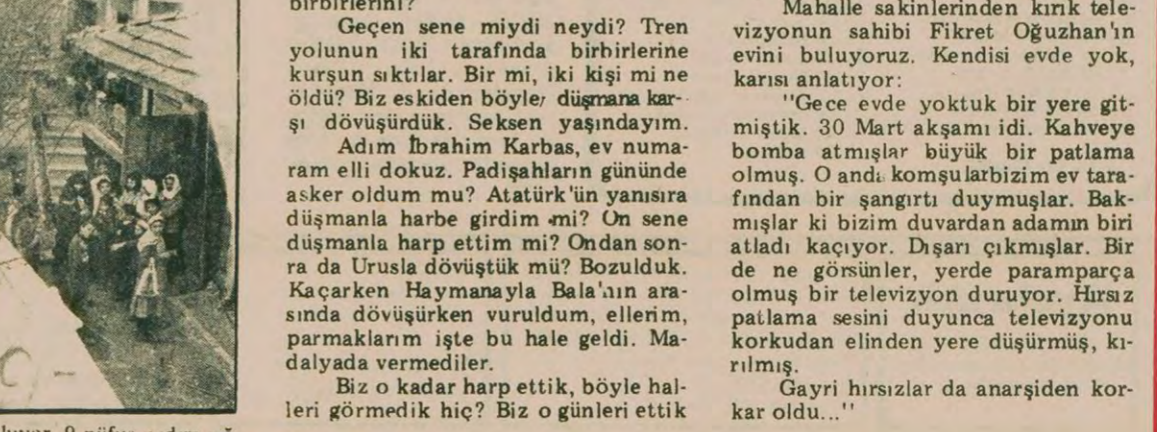 birbirlerini?
Geçen sene miydi neydi? Tren
yolunun iki tarafında birbirlerine
kurşun sıktılar. Bir mi, iki kişi mi ne
öldü? Biz eskiden böyle, düşmana kar-
şı dövüşürdük. Seksen yaşındayım.
Adım İbrahim Karbas, ev numa-
ram elli dokuz. Padişahların gününde
asker oldum mu? Atatürk'ün yanısıra
düşmanla harbe girdim mi? On sene
düşmanla harp ettim mi? Ondan son-
ra da Urusla dövüştük mü? Bozulduk.
Kaçarken Haymanayla Bala'nın ara-
sında dövüşürken vuruldum, ellerim,
parmaklarım işte bu hale geldi. Ma-
dalyada vermediler.
Biz o kadar harp ettik, böyle hal-
leri görmedik hiç? Biz o günleri ettik
Mahalle sakinlerinden kırık tele-
vizyonun sahibi Fikret Oğuzhan'ın
evini buluyoruz. Kendisi evde yok,
karısı anlatıyor:
"Gece evde yoktuk bir yere git-
miştik. 30 Mart akşamı idi. Kahveye
bomba atmışlar büyük bir patlama
olmuş. O anda komşularbizim ev tara-
fından bir şangırtı duymuşlar. Bak-
mışlar ki bizim duvardan adamın biri
atladı kaçıyor. Dışarı çıkmışlar. Bir
de ne görsünler, yerde paramparça
olmuş bir televizyon duruyor. Hırsız
patlama sesini duyunca televizyonu
korkudan elinden yere düşürmüş, kı-
rılmış.
Gayri hırsızlar da anarşiden kor-
kar oldu..."